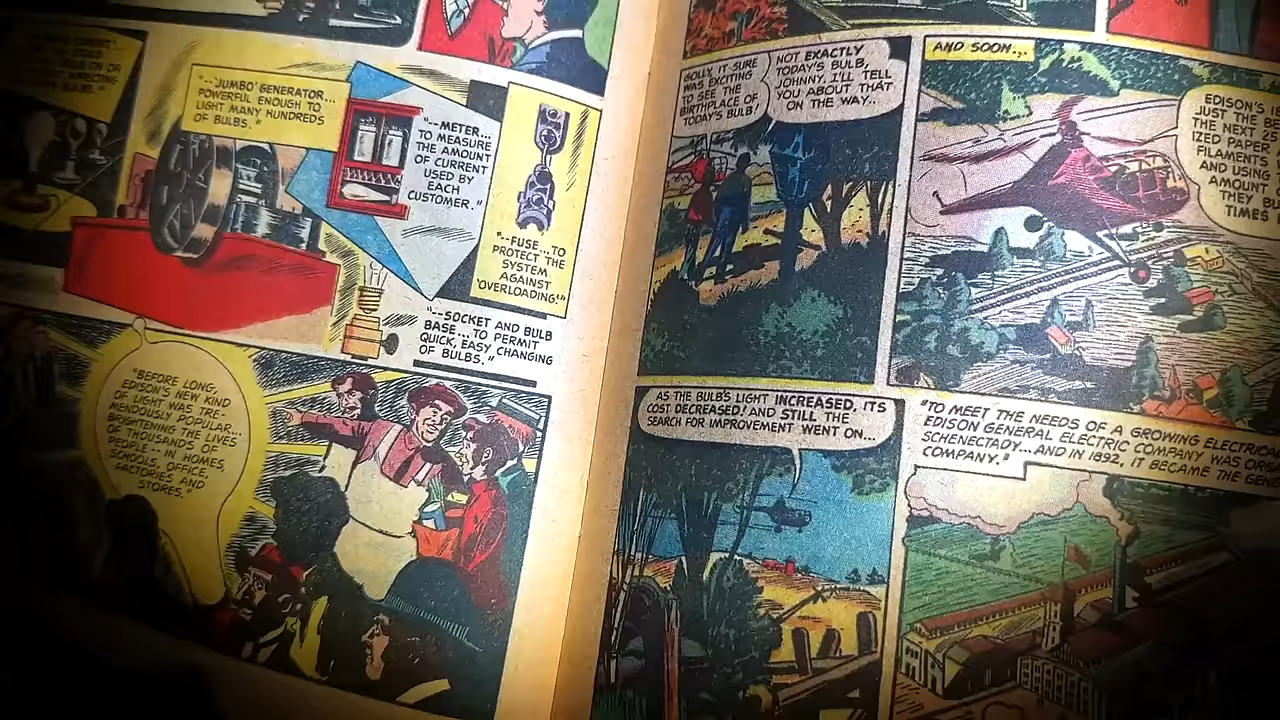 "--'JUMBO' GENERATOR...
POWERFUL ENOUGH TO
LIGHT MANY HUNDREDS
OF BULBS."
"--METER...
TO MEASURE
THE AMOUNT
OF CURRENT
USED BY
EACH
CUSTOMER."
"--FUSE...TO
PROTECT THE
SYSTEM
AGAINST
'OVERLOADING!'"
"--SOCKET AND BULB
BASE...TO PERMIT
QUICK, EASY CHANGING
OF BULBS."
"BEFORE LONG,
EDISON'S NEW KIND
OF LIGHT WAS TRE-
MENDOUSLY POPULAR...
BRIGHTENING THE LIVES
OF THOUSANDS OF
PEOPLE-- IN HOMES,
SCHOOLS, OFFICE,
FACTORIES AND
STORES."
GOLLY, IT SURE
WAS EXCITING
TO SEE THE
BIRTHPLACE OF
TODAY'S BULB!
NOT EXACTLY
TODAY'S BULB,
JOHNNY. I'LL TELL
YOU ABOUT THAT
ON THE WAY..
AND SOON...
EDISON'S
JUST THE
THE NEXT
IZED PAPER
FILAMENTS
AND USING
AMOUNT
THEY
TIMES
AS THE BULB'S LIGHT INCREASED, ITS
COST DECREASED! AND STILL THE
SEARCH FOR IMPROVEMENT WENT ON...
"TO MEET THE NEEDS OF A GROWING ELECTRICAL
EDISON GENERAL ELECTRIC COMPANY WAS
SCHENECTADY...AND IN 1892, IT BECAME THE
COMPANY."